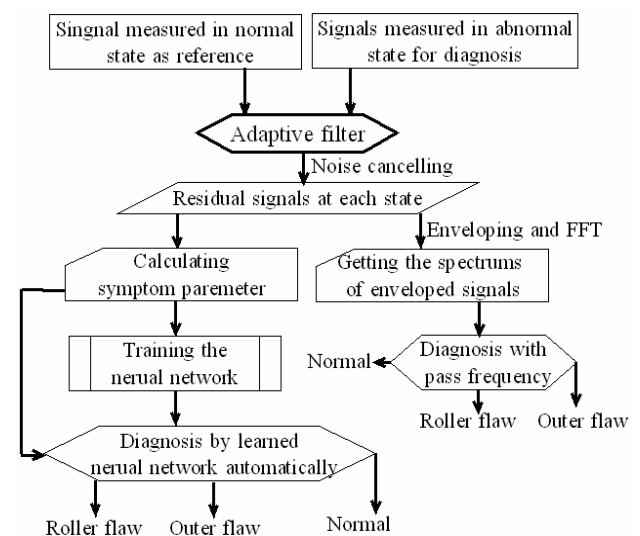 Singnal measured in normal
state as reference
Signals measured in abnormal
state for diagnosis
Adaptive filter
Noise cancelling
Residual signals at each state
Enveloping and FFT
Calculating
symptom paremeter
Getting the spectrums
of enveloped signals
Training the
nerual network
Normal
Diagnosis with
pass frequency
Roller flaw
Outer flaw
Diagnosis by learned
nerual network automatically
Roller flaw
Outer flaw
Normal